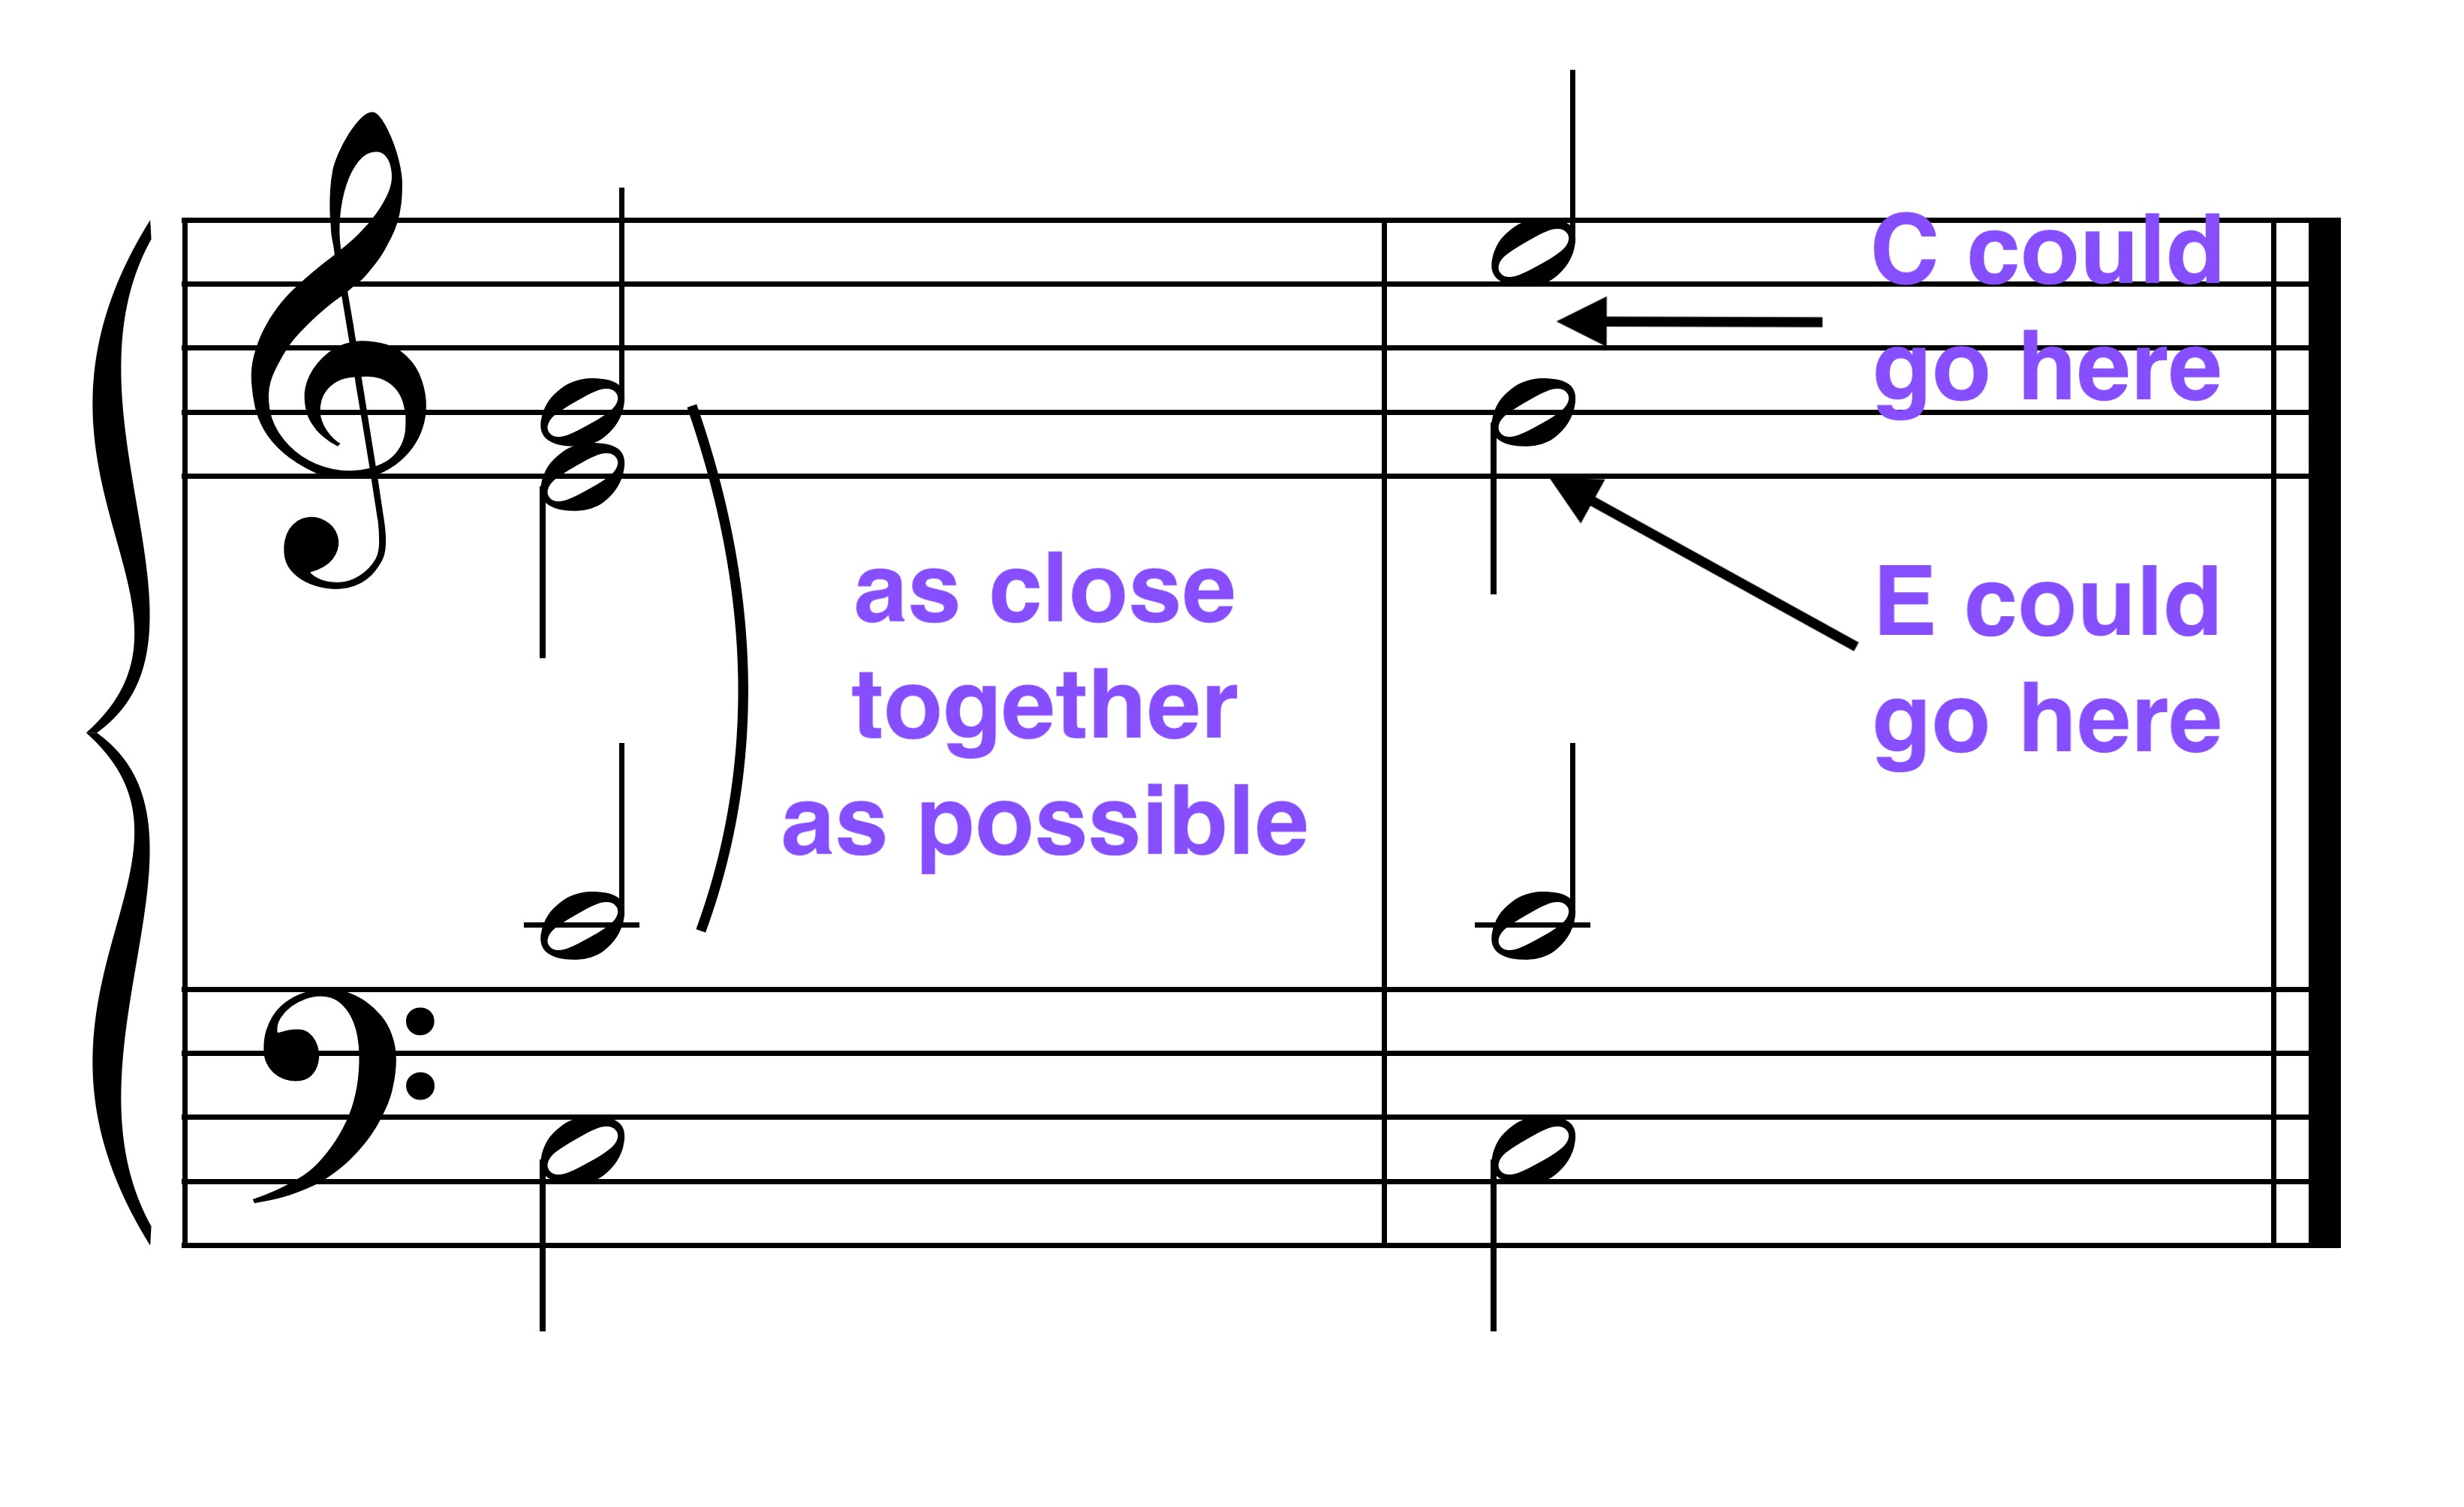 C could
go here
as close
together
as possible
E could
go here